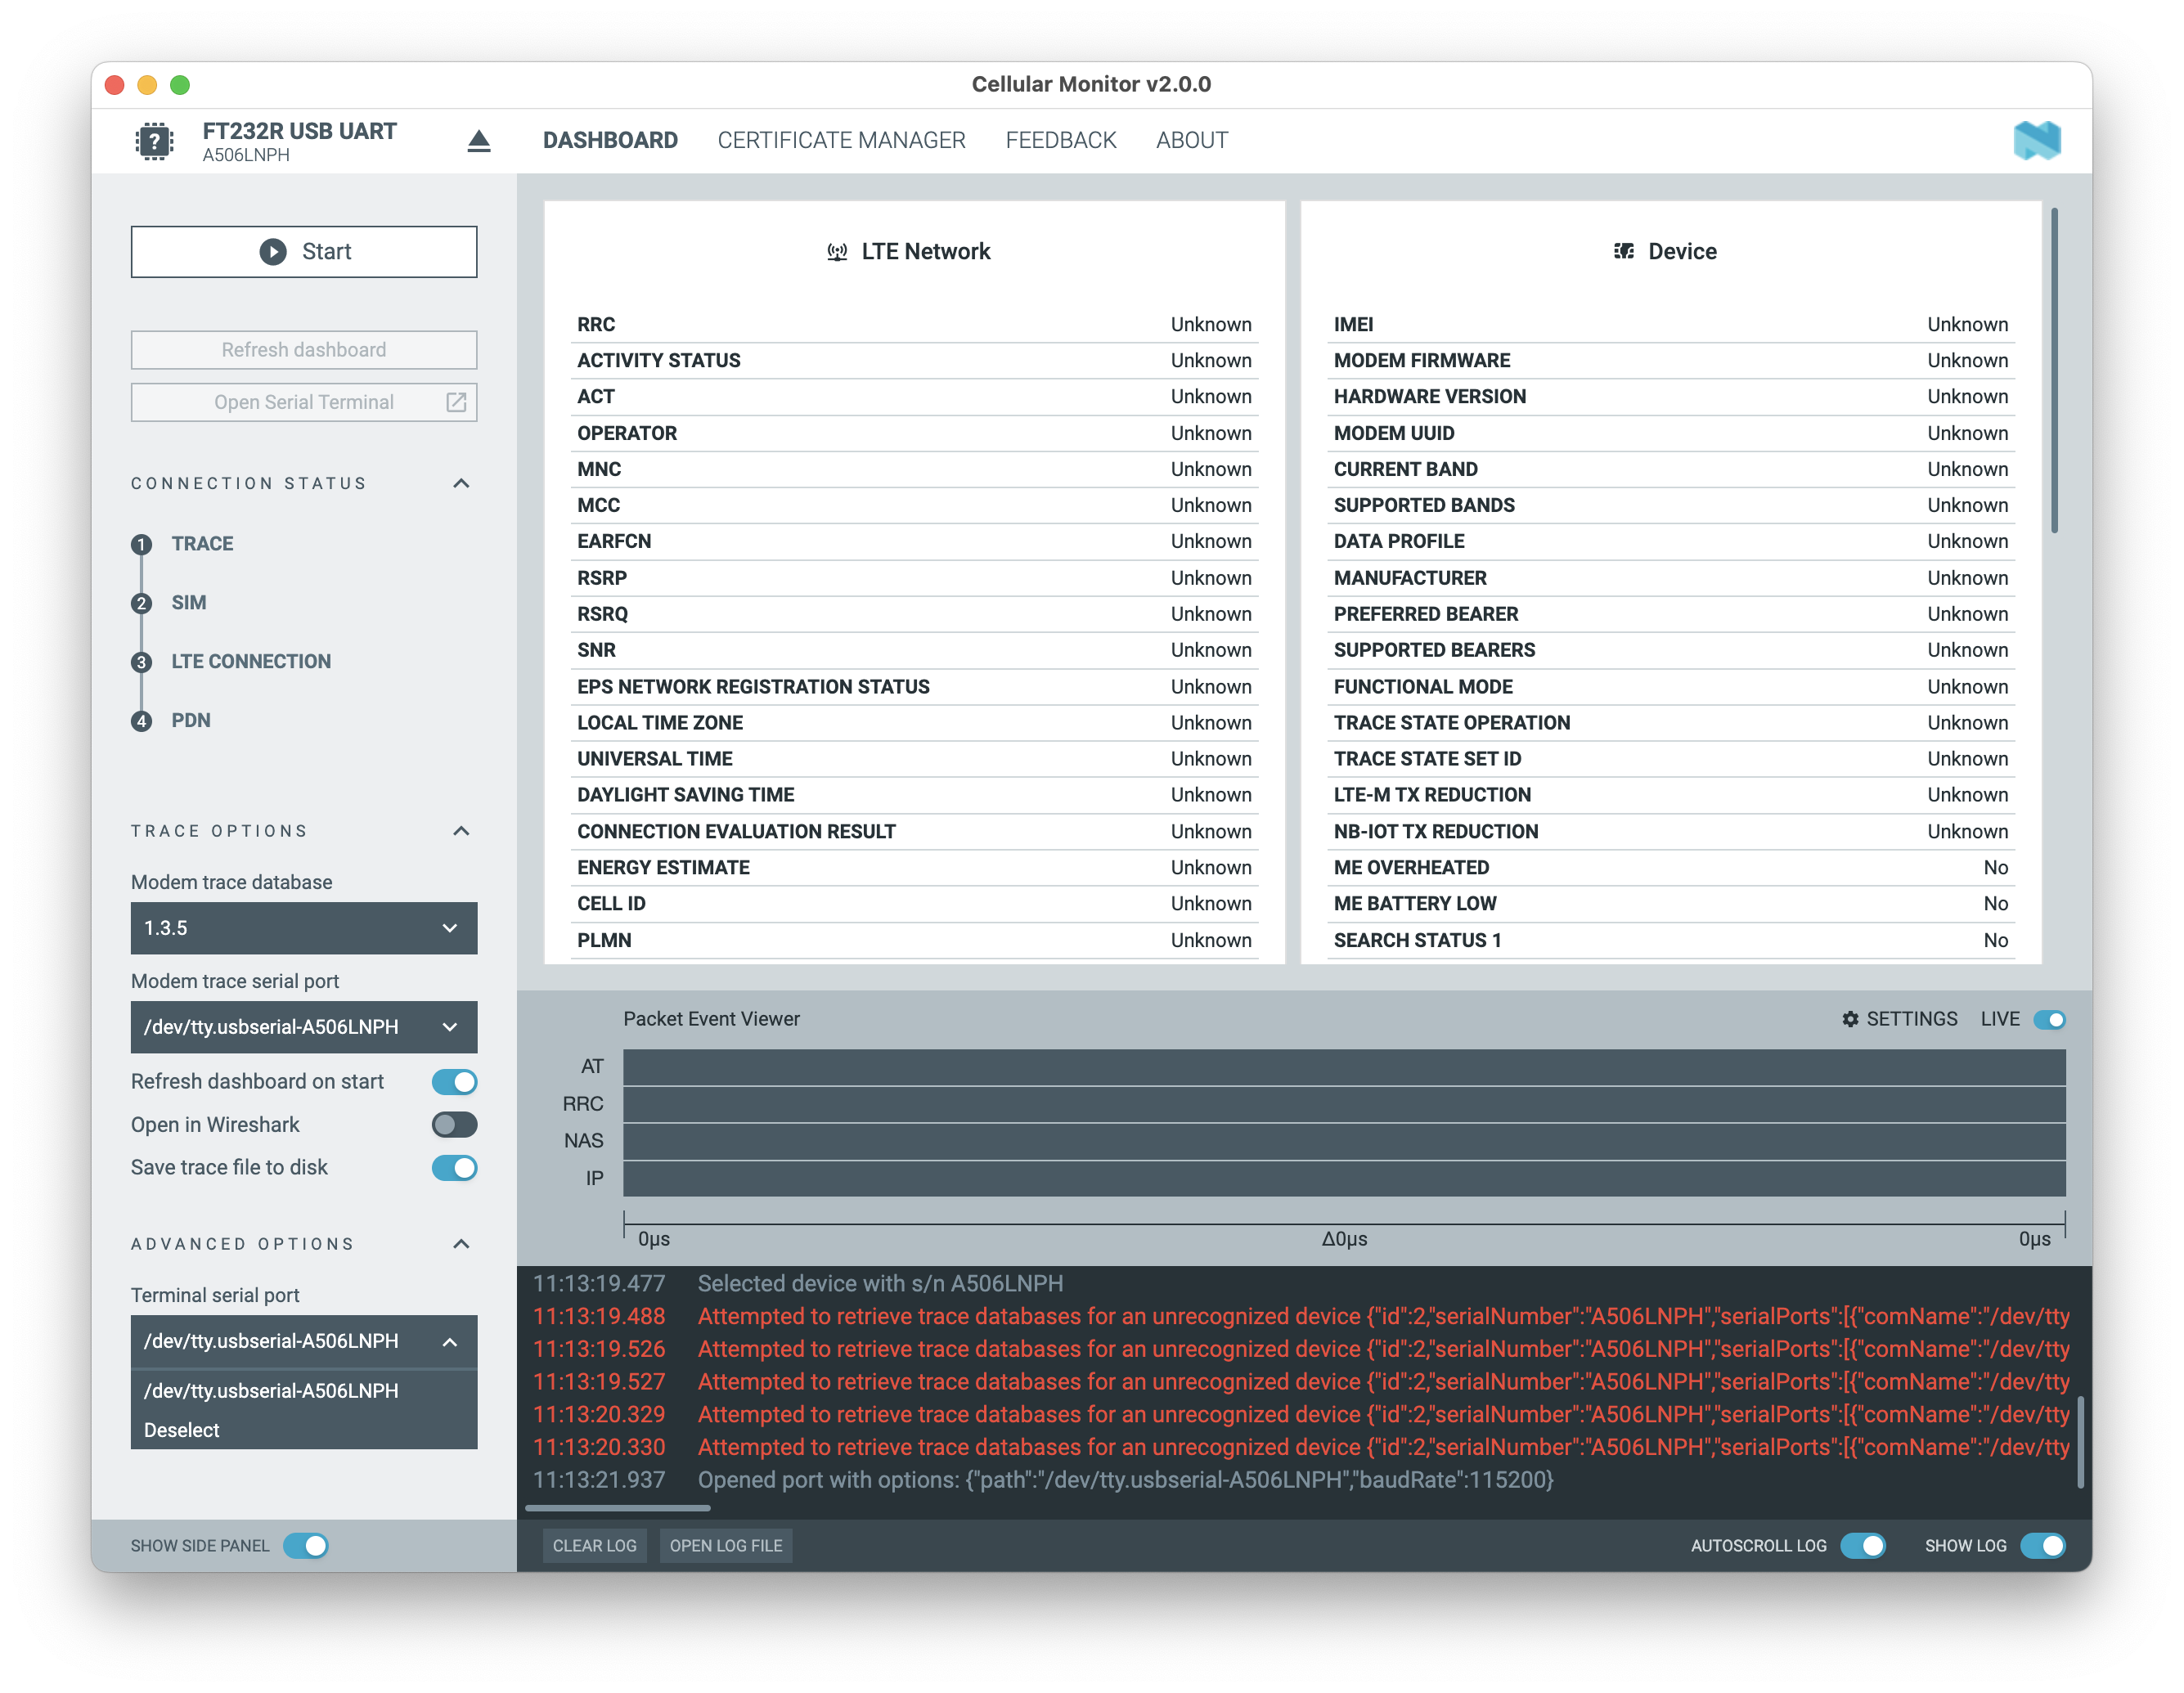 Cellular Monitor v2.0.0
FT232R USB UART
A506LNPH
DASHBOARD
CERTIFICATE MANAGER
FEEDBACK
ABOUT
Start
Refresh dashboard
Open Serial Terminal
CONNECTION STATUS
1 TRACE
2 SIM
3 LTE CONNECTION
4 PDN
TRACE OPTIONS
Modem trace database
1.3.5
Modem trace serial port
/dev/tty.usbserial-A506LNPH
Refresh dashboard on start
Open in Wireshark
Save trace file to disk
ADVANCED OPTIONS
Terminal serial port
/dev/tty.usbserial-A506LNPH
/dev/tty.usbserial-A506LNPH
Deselect
SHOW SIDE PANEL
LTE Network
RRC Unknown
ACTIVITY STATUS Unknown
ACT Unknown
OPERATOR Unknown
MNC Unknown
MCC Unknown
EARFCN Unknown
RSRP Unknown
RSRQ Unknown
SNR Unknown
EPS NETWORK REGISTRATION STATUS Unknown
LOCAL TIME ZONE Unknown
UNIVERSAL TIME Unknown
DAYLIGHT SAVING TIME Unknown
CONNECTION EVALUATION RESULT Unknown
ENERGY ESTIMATE Unknown
CELL ID Unknown
PLMN Unknown
Device
IMEI Unknown
MODEM FIRMWARE Unknown
HARDWARE VERSION Unknown
MODEM UUID Unknown
CURRENT BAND Unknown
SUPPORTED BANDS Unknown
DATA PROFILE Unknown
MANUFACTURER Unknown
PREFERRED BEARER Unknown
SUPPORTED BEARERS Unknown
FUNCTIONAL MODE Unknown
TRACE STATE OPERATION Unknown
TRACE STATE SET ID Unknown
LTE-M TX REDUCTION Unknown
NB-IOT TX REDUCTION Unknown
ME OVERHEATED No
ME BATTERY LOW No
SEARCH STATUS 1 No
Packet Event Viewer
SETTINGS
LIVE
AT
RRC
NAS
IP
0µs Δ0µs 0µs
11:13:19.477 Selected device with s/n A506LNPH
11:13:19.488 Attempted to retrieve trace databases for an unrecognized device {"id":2,"serialNumber":"A506LNPH","serialPorts":[{"comName":"/dev/tty
11:13:19.526 Attempted to retrieve trace databases for an unrecognized device {"id":2,"serialNumber":"A506LNPH","serialPorts":[{"comName":"/dev/tty
11:13:19.527 Attempted to retrieve trace databases for an unrecognized device {"id":2,"serialNumber":"A506LNPH","serialPorts":[{"comName":"/dev/tty
11:13:20.329 Attempted to retrieve trace databases for an unrecognized device {"id":2,"serialNumber":"A506LNPH","serialPorts":[{"comName":"/dev/tty
11:13:20.330 Attempted to retrieve trace databases for an unrecognized device {"id":2,"serialNumber":"A506LNPH","serialPorts":[{"comName":"/dev/tty
11:13:21.937 Opened port with options: {"path":"/dev/tty.usbserial-A506LNPH","baudRate":115200}
CLEAR LOG
OPEN LOG FILE
AUTOSCROLL LOG
SHOW LOG